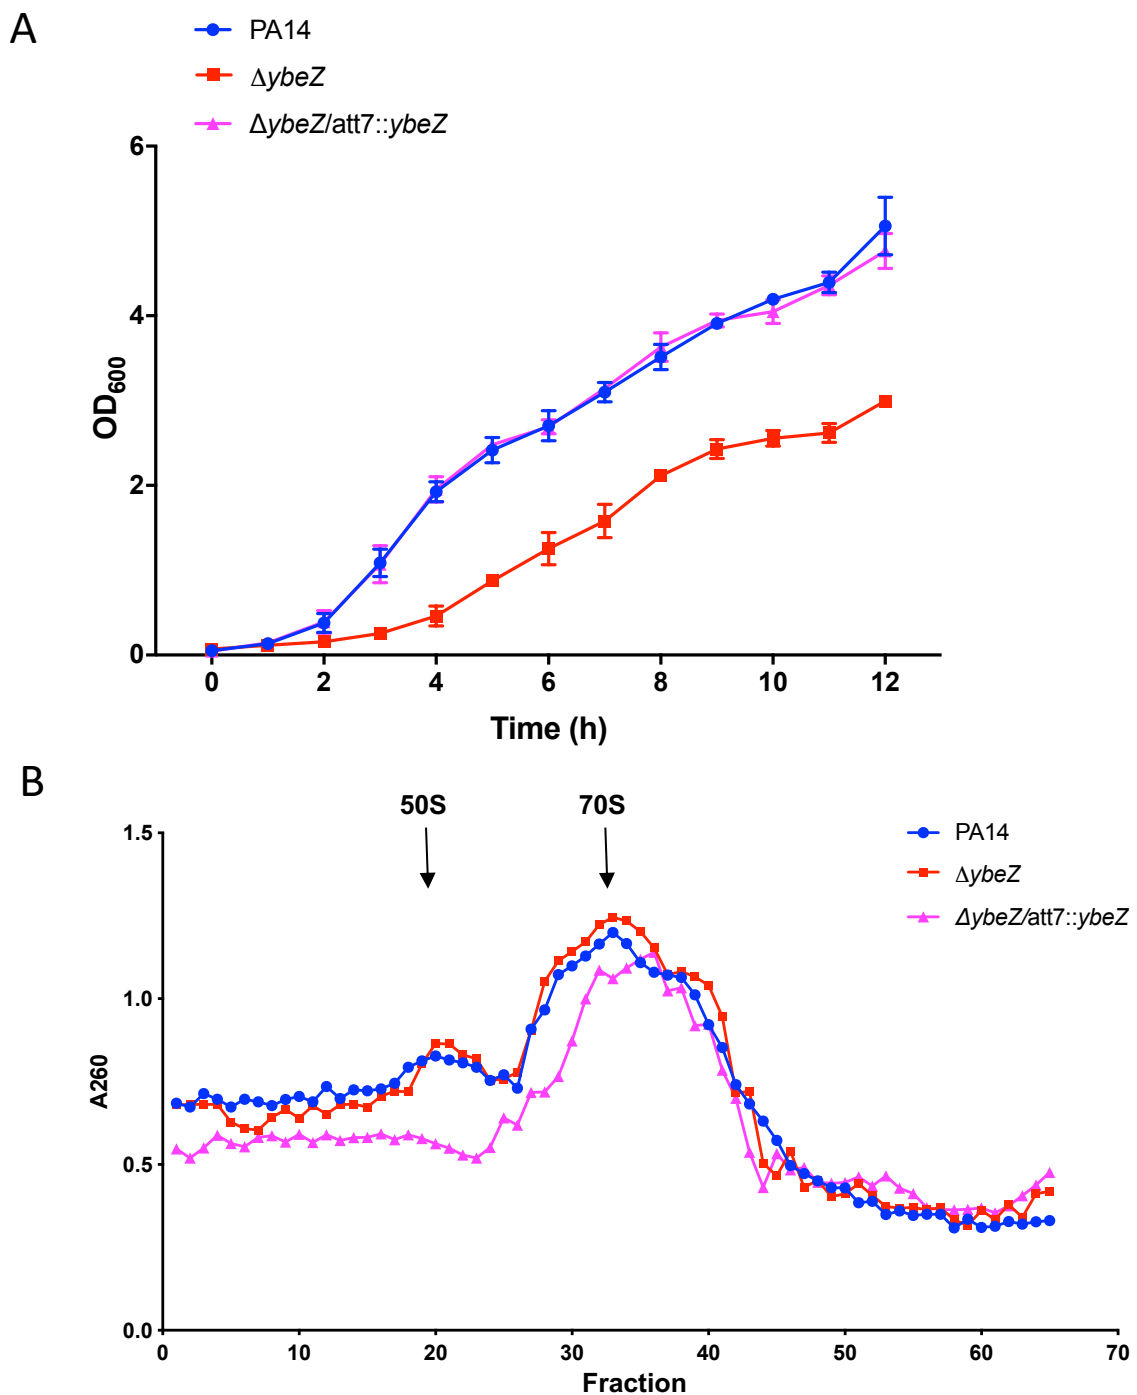 A
PA14
ΔybeZ
ΔybeZ/att7::ybeZ
6
4
2
0
OD600
0 2 4 6 8 10 12
Time (h)
B
50S 70S
PA14
ΔybeZ
ΔybeZ/att7::ybeZ
1.5
1.0
0.5
0.0
A260
0 10 20 30 40 50 60 70
Fraction